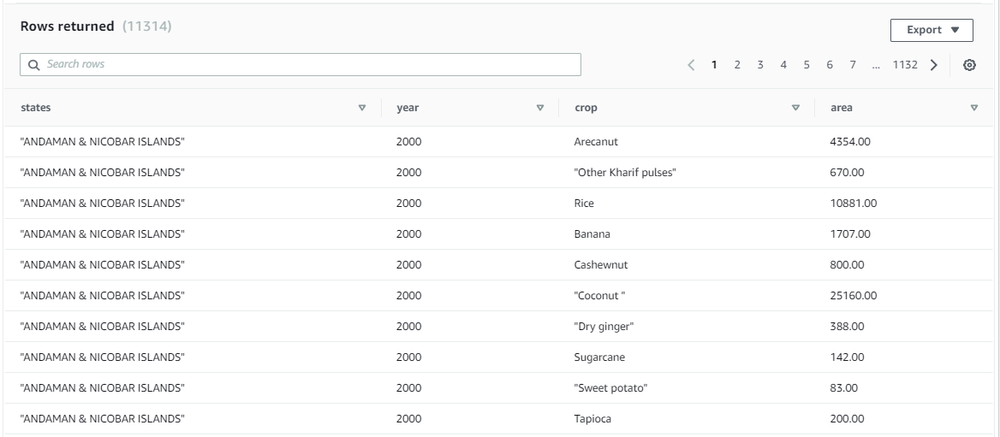 Rows returned (11314)
Export
Search rows
1 2 3 4 5 6 7 ... 1132
states year crop area
"ANDAMAN & NICOBAR ISLANDS" 2000 Arecanut 4354.00
"ANDAMAN & NICOBAR ISLANDS" 2000 "Other Kharif pulses" 670.00
"ANDAMAN & NICOBAR ISLANDS" 2000 Rice 10881.00
"ANDAMAN & NICOBAR ISLANDS" 2000 Banana 1707.00
"ANDAMAN & NICOBAR ISLANDS" 2000 Cashewnut 800.00
"ANDAMAN & NICOBAR ISLANDS" 2000 "Coconut " 25160.00
"ANDAMAN & NICOBAR ISLANDS" 2000 "Dry ginger" 388.00
"ANDAMAN & NICOBAR ISLANDS" 2000 Sugarcane 142.00
"ANDAMAN & NICOBAR ISLANDS" 2000 "Sweet potato" 83.00
"ANDAMAN & NICOBAR ISLANDS" 2000 Tapioca 200.00